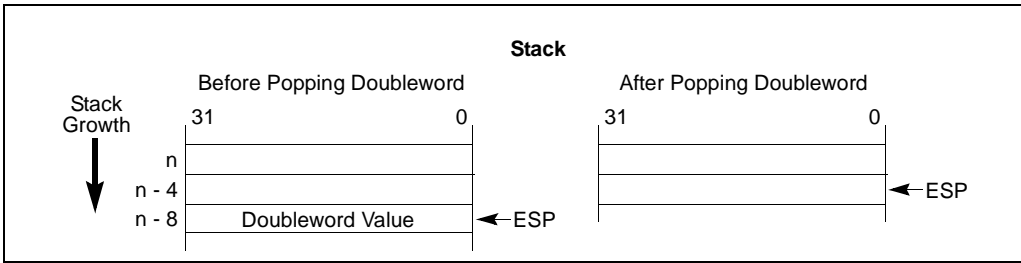 Stack
Before Popping Doubleword
After Popping Doubleword
Stack
Growth
31 0
31 0
n
n - 4
ESP
n - 8 Doubleword Value ESP